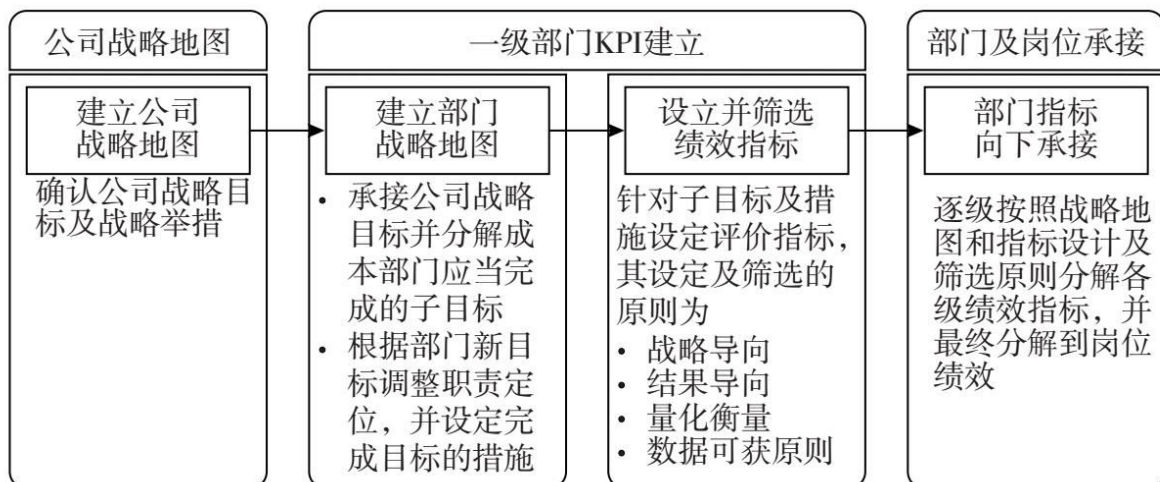 公司战略地图
一级部门KPI建立
部门及岗位承接
建立公司
战略地图
确认公司战略目
标及战略举措
建立部门
战略地图
• 承接公司战略
目标并分解成
本部门应当完
成的子目标
• 根据部门新目
标调整职责定
位，并设定完
成目标的措施
设立并筛选
绩效指标
针对子目标及措
施设定评价指标，
其设定及筛选的
原则为
• 战略导向
• 结果导向
• 量化衡量
• 数据可获原则
部门指标
向下承接
逐级按照战略地
图和指标设计及
筛选原则分解各
级绩效指标，并
最终分解到岗位
绩效